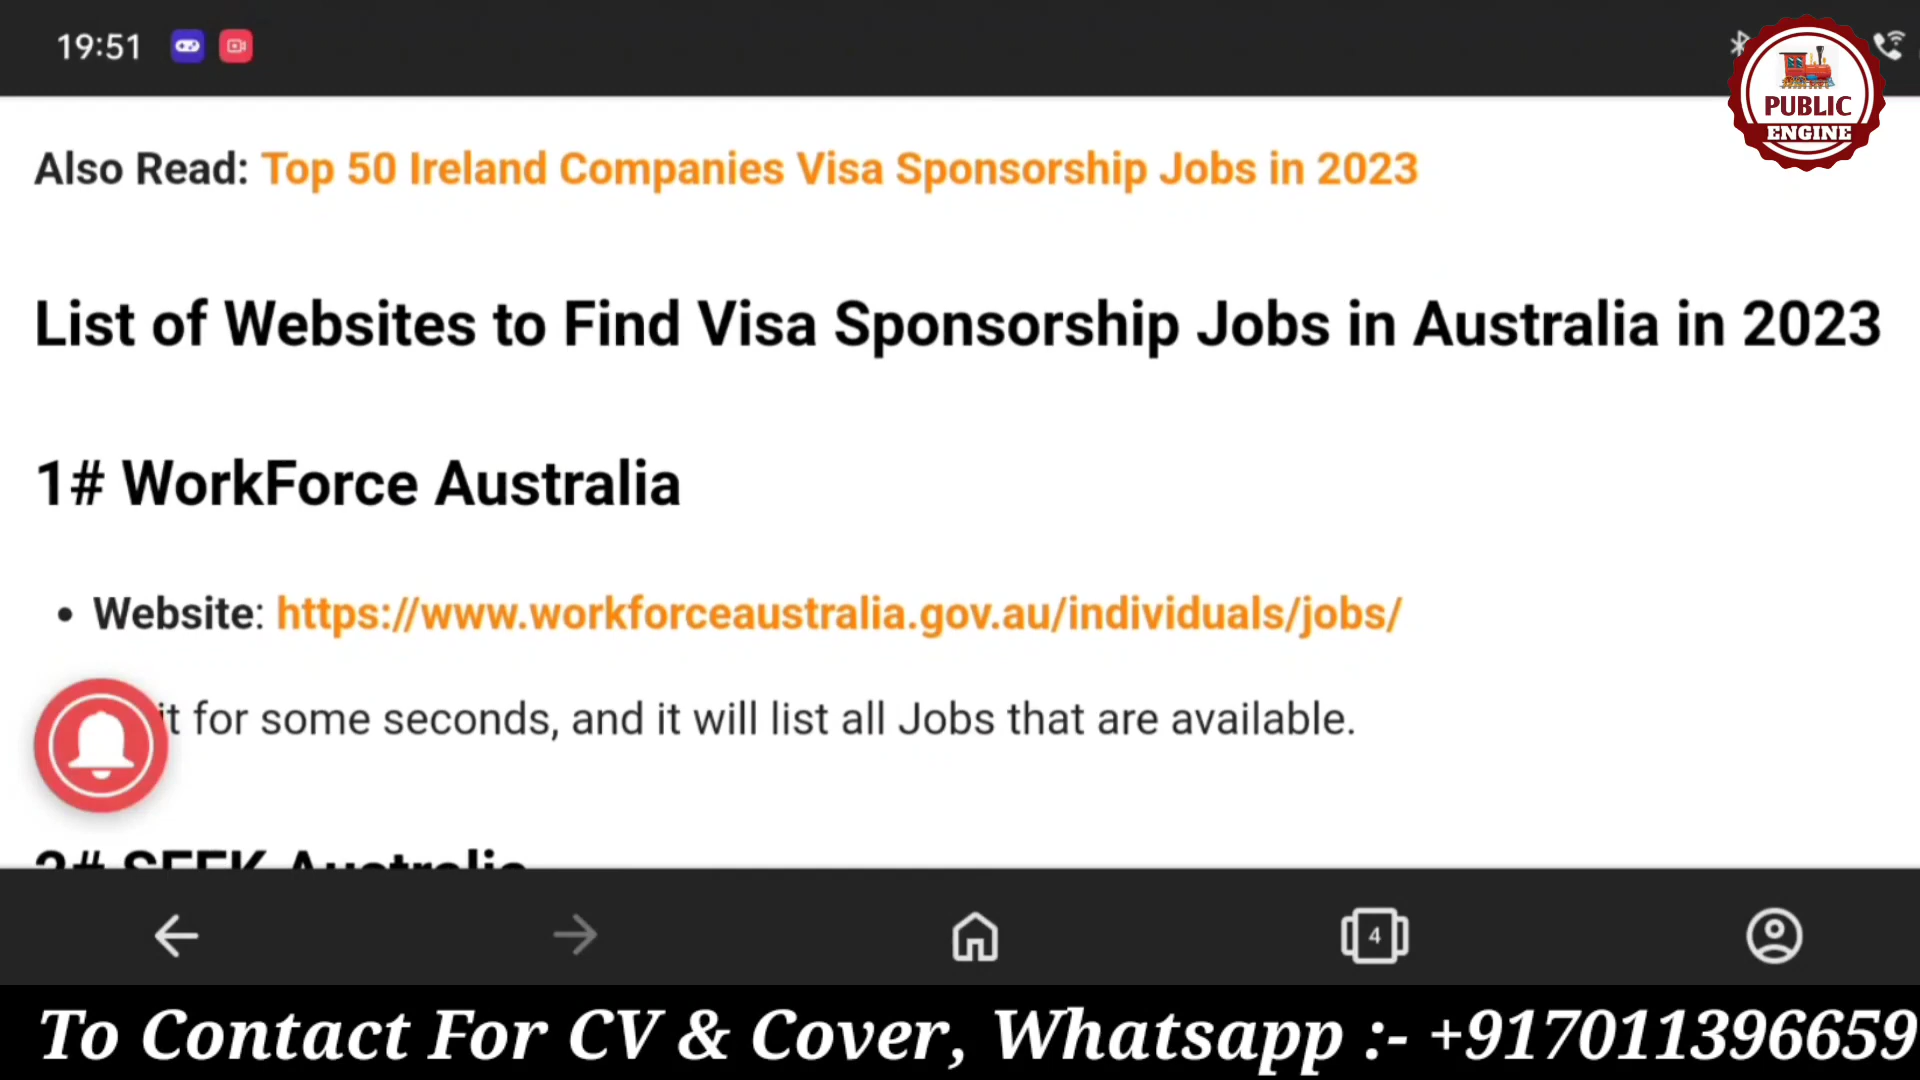 19:51
PUBLIC
ENGINE
Also Read: Top 50 Ireland Companies Visa Sponsorship Jobs in 2023
List of Websites to Find Visa Sponsorship Jobs in Australia in 2023
1# WorkForce Australia
• Website: https://www.workforceaustralia.gov.au/individuals/jobs/
it for some seconds, and it will list all Jobs that are available.
2# SEEK Australia
4
To Contact For CV & Cover, Whatsapp :- +917011396659